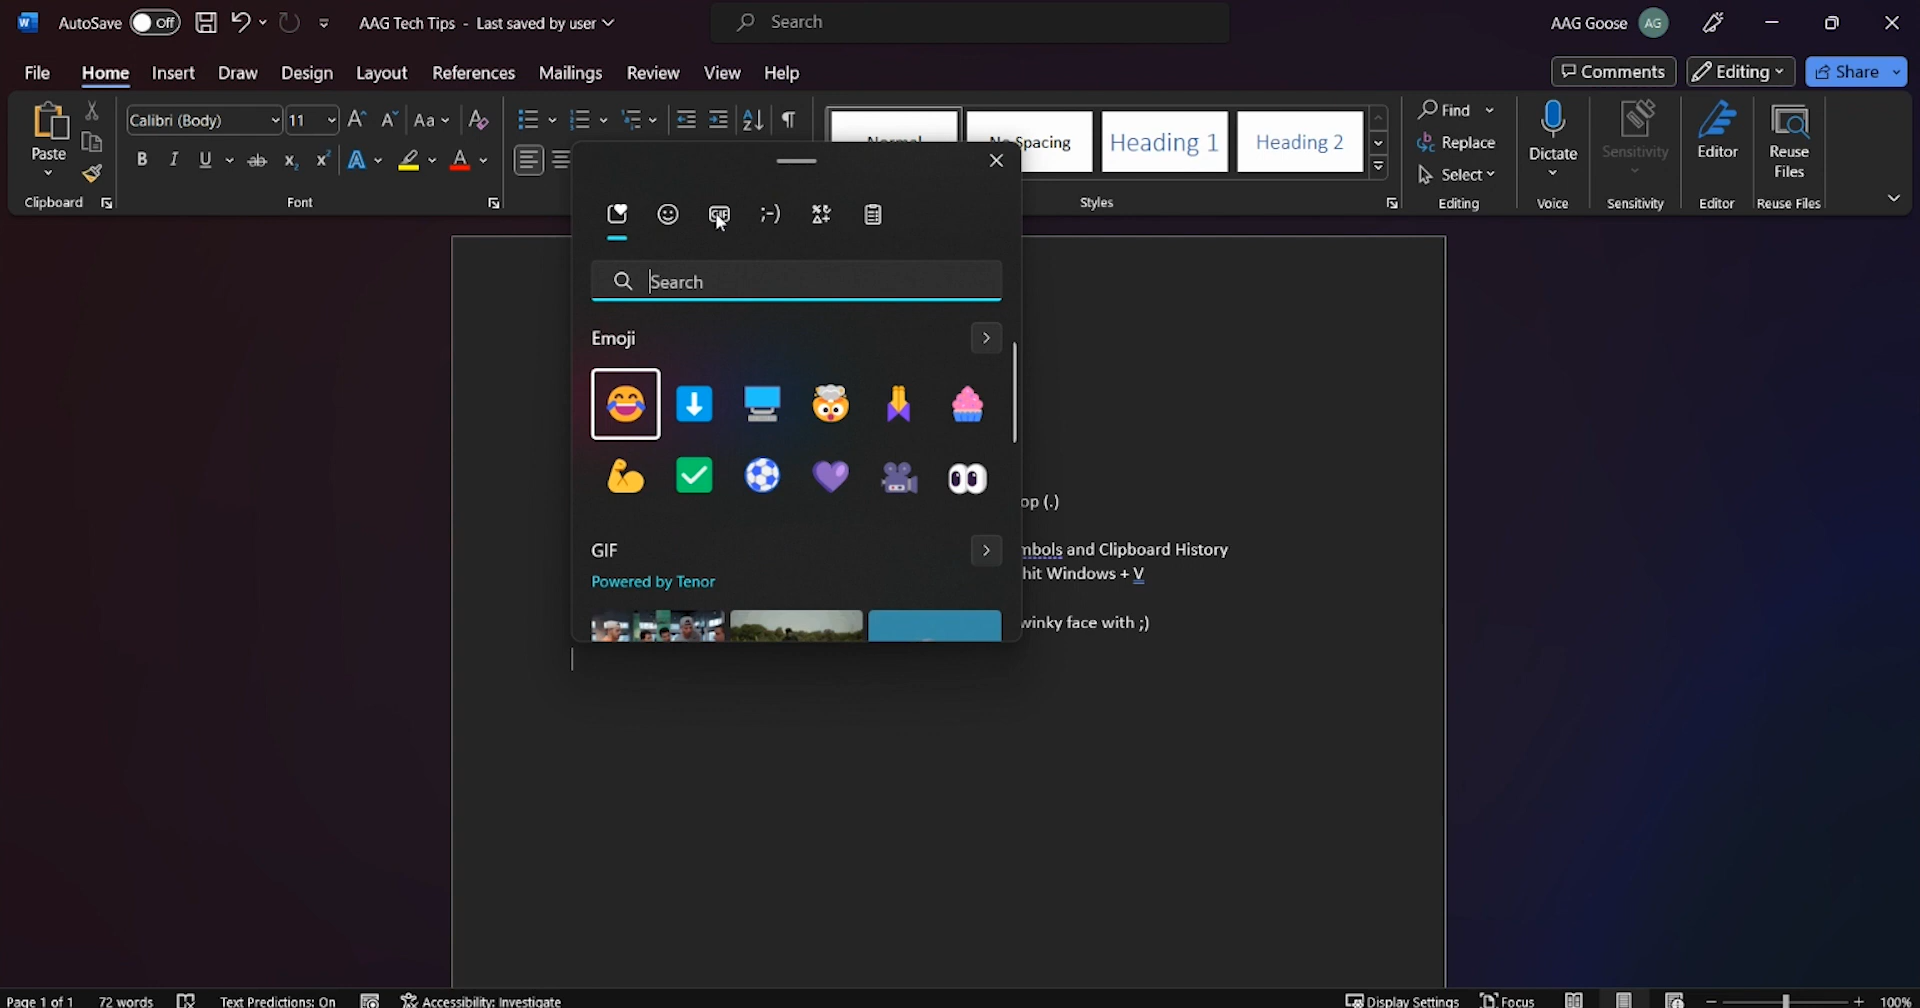 AutoSave Off AAG Tech Tips - Last saved by user Search AAG Goose AG
File Home Insert Draw Design Layout References Mailings Review View Help Comments Editing Share
Paste Calibri (Body) 11 Aa No Spacing Heading 1 Heading 2 Find Replace Select Dictate Sensitivity Editor Reuse Files
Clipboard Font Styles Editing Voice Sensitivity Editor Reuse Files
GIF ;-)
Search
Emoji
op (.)
GIF
mbols and Clipboard History
Powered by Tenor
hit Windows + V
winky face with ;)
Page 1 of 1 72 words Text Predictions: On Accessibility: Investigate Display Settings Focus 100%